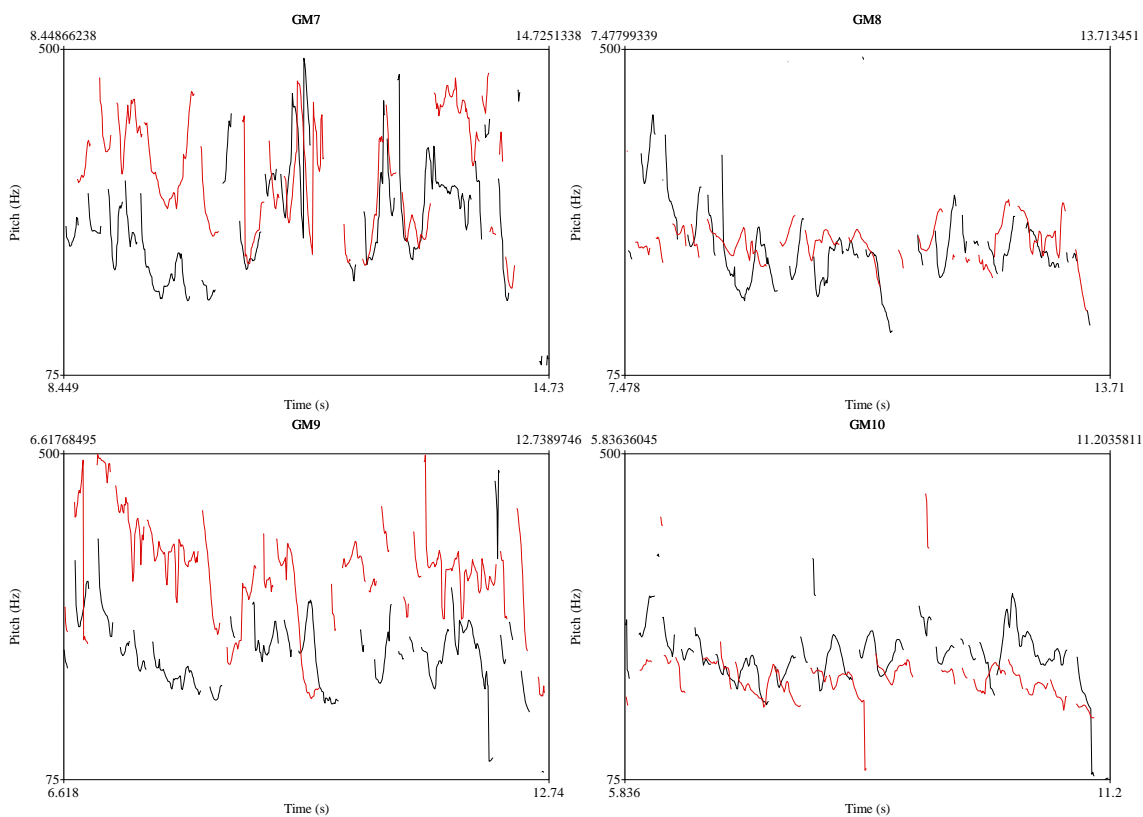 GM7
8.44866238 14.7251338
500
Pitch (Hz)
75
8.449 14.73
Time (s)
GM8
7.47799339 13.713451
500
Pitch (Hz)
75
7.478 13.71
Time (s)
GM9
6.61768495 12.7389746
500
Pitch (Hz)
75
6.618 12.74
Time (s)
GM10
5.83636045 11.2035811
500
Pitch (Hz)
75
5.836 11.2
Time (s)